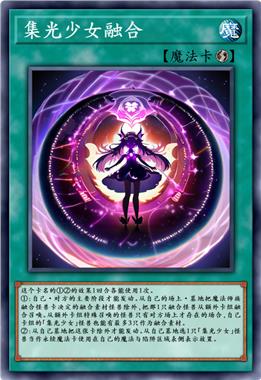 集光少女融合
魔
【魔法卡】
这个卡名的①②的效果1回合各能使用1次。
①:自己·对方的主要阶段才能发动。从自己的场上·墓地把魔法师族
融合怪兽卡决定的融合素材怪兽除外,把那1只融合怪兽从额外卡组融
合召唤。从额外卡组特殊召唤的怪兽只有对方场上才存在的场合,自己
卡组的「集光少女」怪兽也能有最多3只作为融合素材。
②:从自己墓地把这张卡除外才能发动。从自己墓地选1只「集光少女」怪
兽当作永续魔法卡使用在自己的魔法与陷阱区域表侧表示放置。